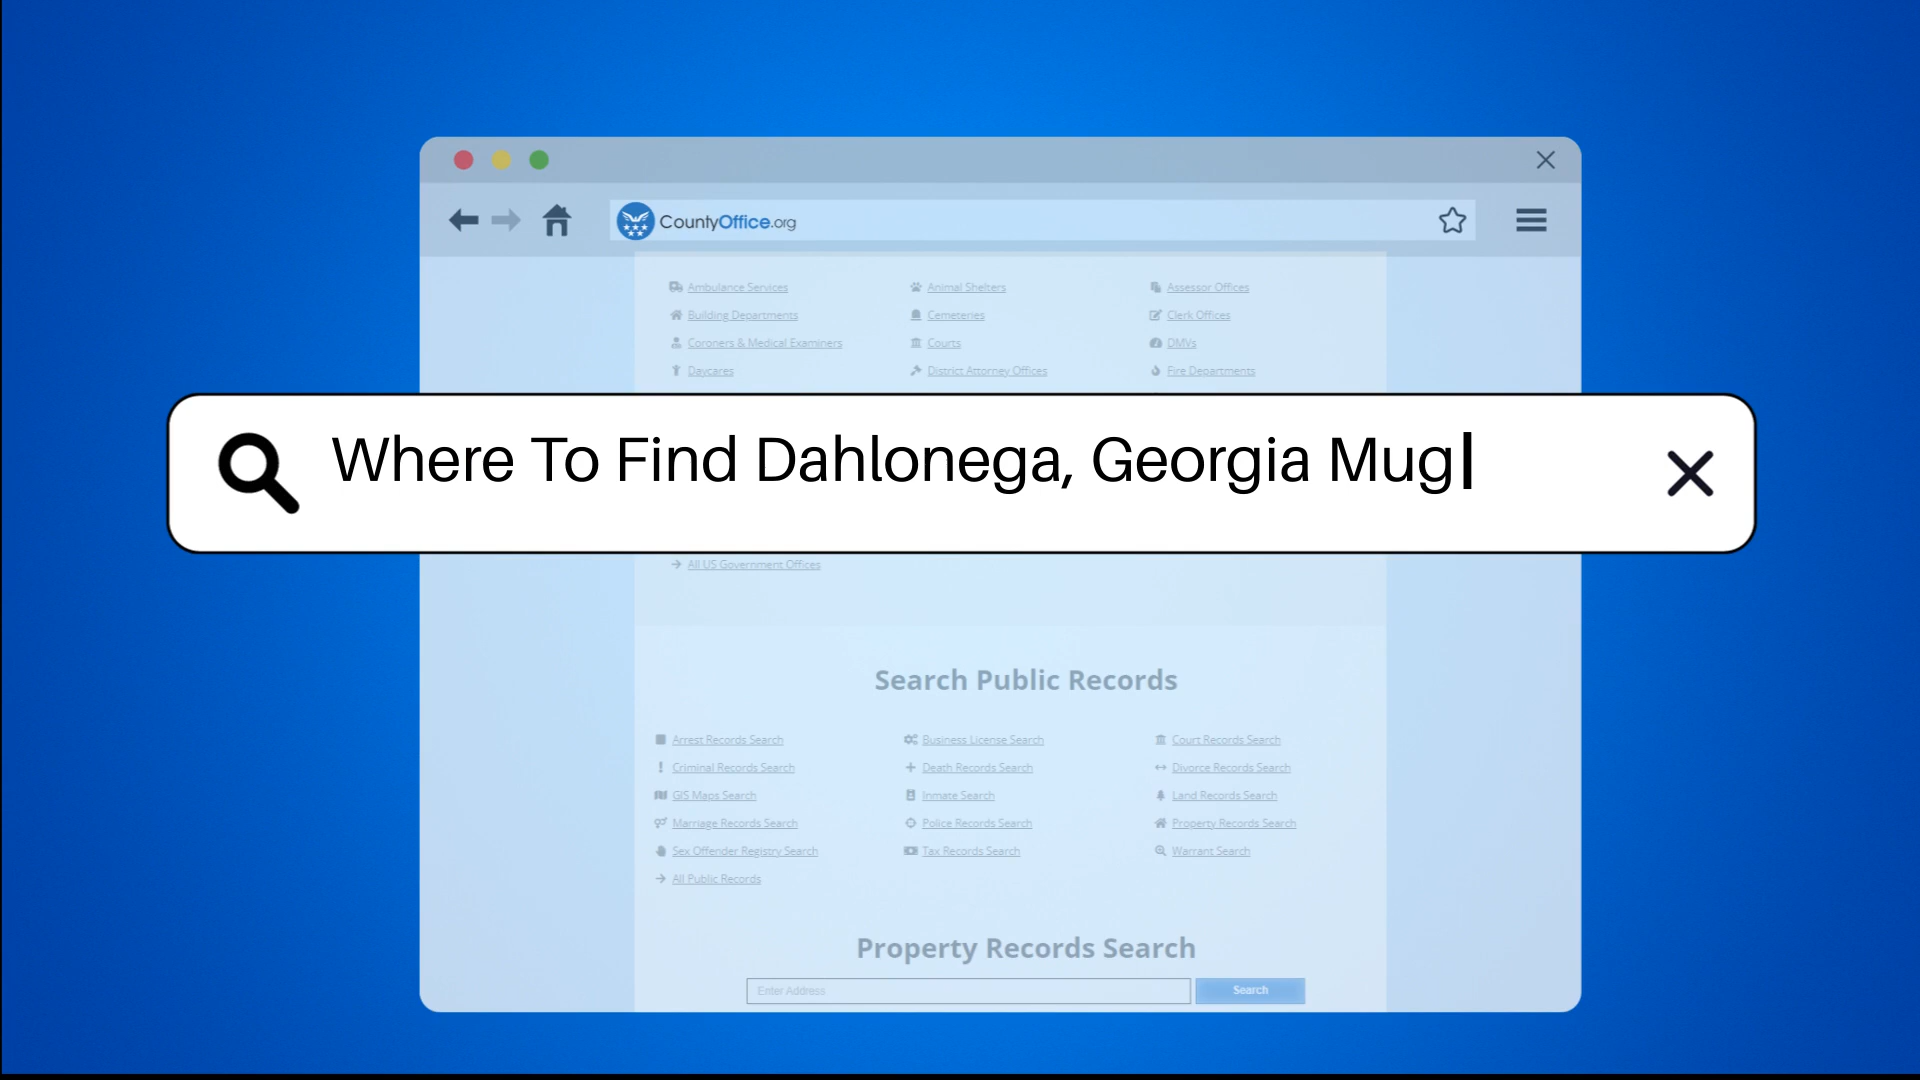 CountyOffice.org
Ambulance Services Animal Shelters Assessor Offices
Building Departments Cemeteries Clerk Offices
Coroners & Medical Examiners Courts DMVs
Daycares District Attorney Offices Fire Departments
Where To Find Dahlonega, Georgia Mug
All US Government Offices
Search Public Records
Arrest Records Search Business License Search Court Records Search
Criminal Records Search Death Records Search Divorce Records Search
GIS Maps Search Inmate Search Land Records Search
Marriage Records Search Police Records Search Property Records Search
Sex Offender Registry Search Tax Records Search Warrant Search
All Public Records
Property Records Search
Enter Address Search